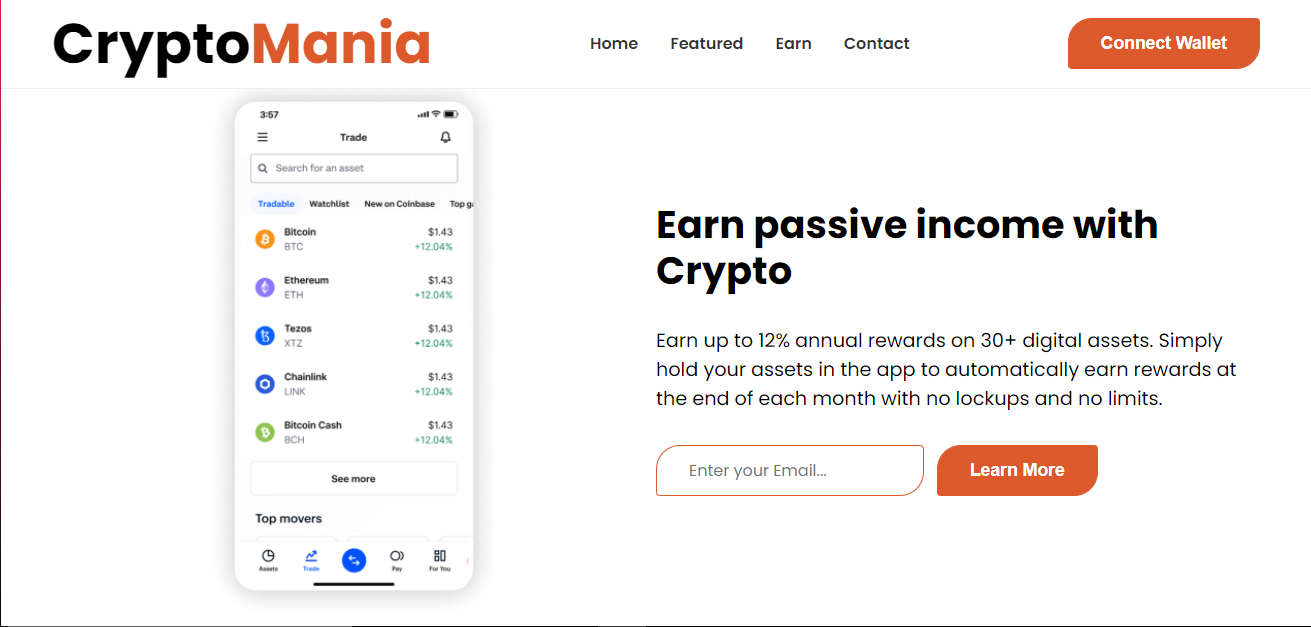 CryptoMania
Home Featured Earn Contact
Connect Wallet
3:57
Trade
Search for an asset
Tradable Watchlist New on Coinbase Top ga
Bitcoin $1.43
BTC +12.04%
Ethereum $1.43
ETH +12.04%
Tezos $1.43
XTZ +12.04%
Chainlink $1.43
LINK +12.04%
Bitcoin Cash $1.43
BCH +12.04%
See more
Top movers
Assets Trade Pay For You
Earn passive income with
Crypto
Earn up to 12% annual rewards on 30+ digital assets. Simply
hold your assets in the app to automatically earn rewards at
the end of each month with no lockups and no limits.
Enter your Email...
Learn More